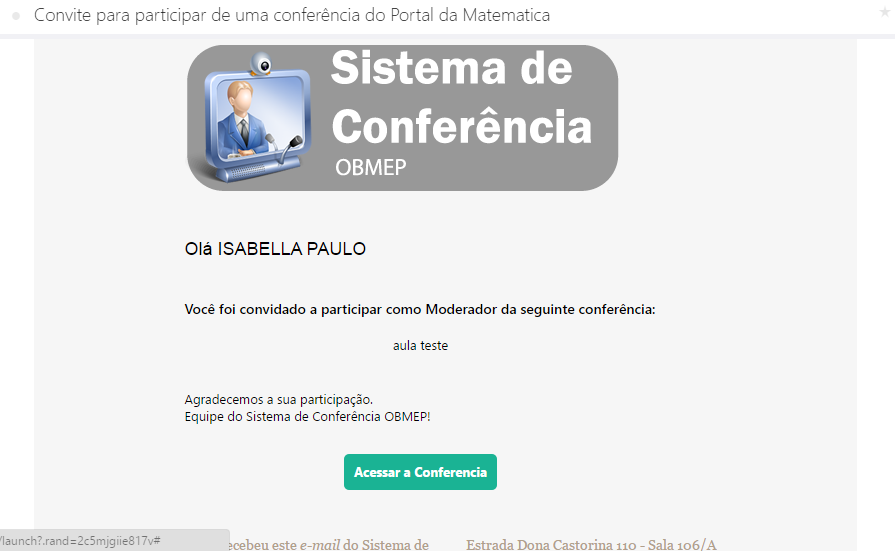 Convite para participar de uma conferência do Portal da Matematica
Sistema de
Conferência
OBMEP
Olá ISABELLA PAULO
Você foi convidado a participar como Moderador da seguinte conferência:
aula teste
Agradecemos a sua participação.
Equipe do Sistema de Conferência OBMEP!
Acessar a Conferencia
/launch?.rand=2c5mjgiie817v#
ecebeu este e-mail do Sistema de
Estrada Dona Castorina 110 - Sala 106/A